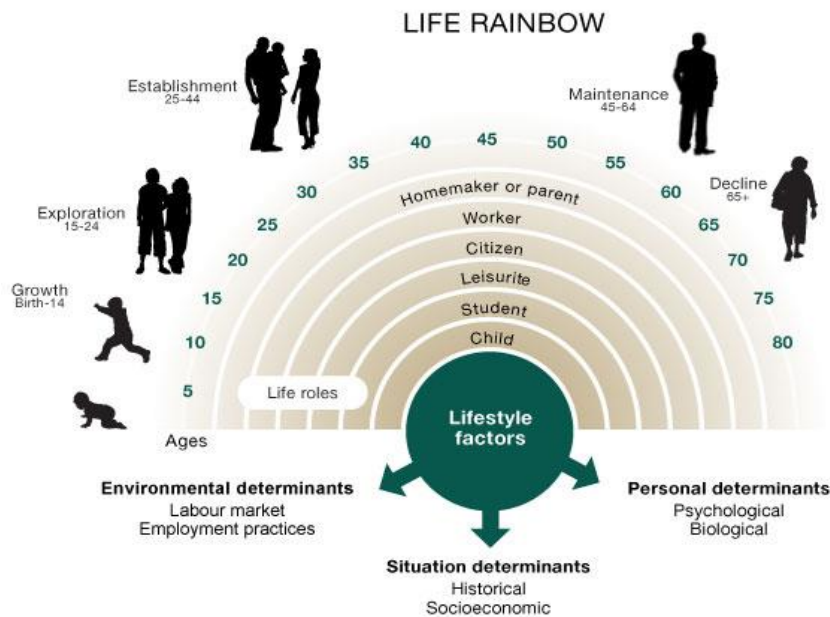 LIFE RAINBOW
Establishment
25-44
Maintenance
45-64
Exploration
15-24
Decline
65+
Growth
Birth-14
5
10
15
20
25
30
35
40
45
50
55
60
65
70
75
80
Ages
Homemaker or parent
Worker
Citizen
Leisurite
Student
Child
Life roles
Lifestyle
factors
Environmental determinants
Labour market
Employment practices
Situation determinants
Historical
Socioeconomic
Personal determinants
Psychological
Biological